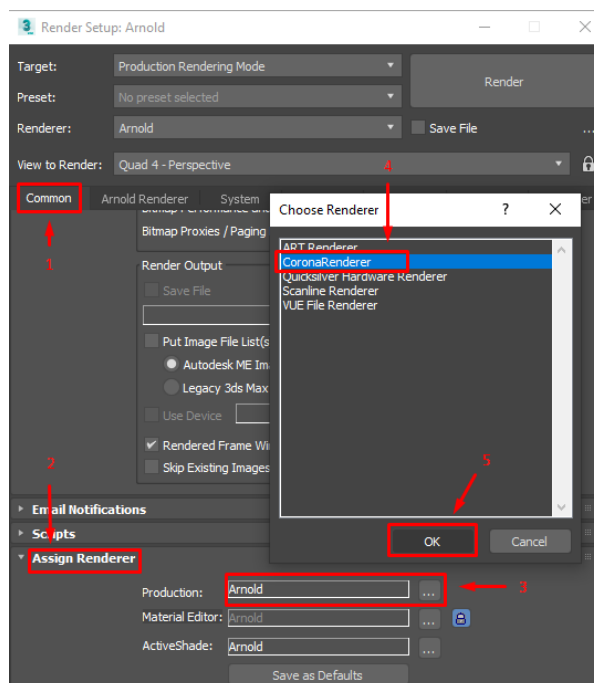 3 Render Setup: Arnold
Target: Production Rendering Mode
Render
Preset: No preset selected
Renderer: Arnold Save File ...
View to Render: Quad 4 - Perspective
4
Common Arnold Renderer System
Choose Renderer ?
1
Bitmap Proxies / Paging
Render Output
Save File
Put Image File List(s
Autodesk ME Im
Legacy 3ds Max
Use Device
Rendered Frame Wi
Skip Existing Images
ART Renderer
CoronaRenderer
Quicksilver Hardware Renderer
Scanline Renderer
VUE File Renderer
5
OK Cancel
2
Email Notifications
Scripts
Assign Renderer
Production: Arnold ... 3
Material Editor: Arnold ...
ActiveShade: Arnold ...
Save as Defaults